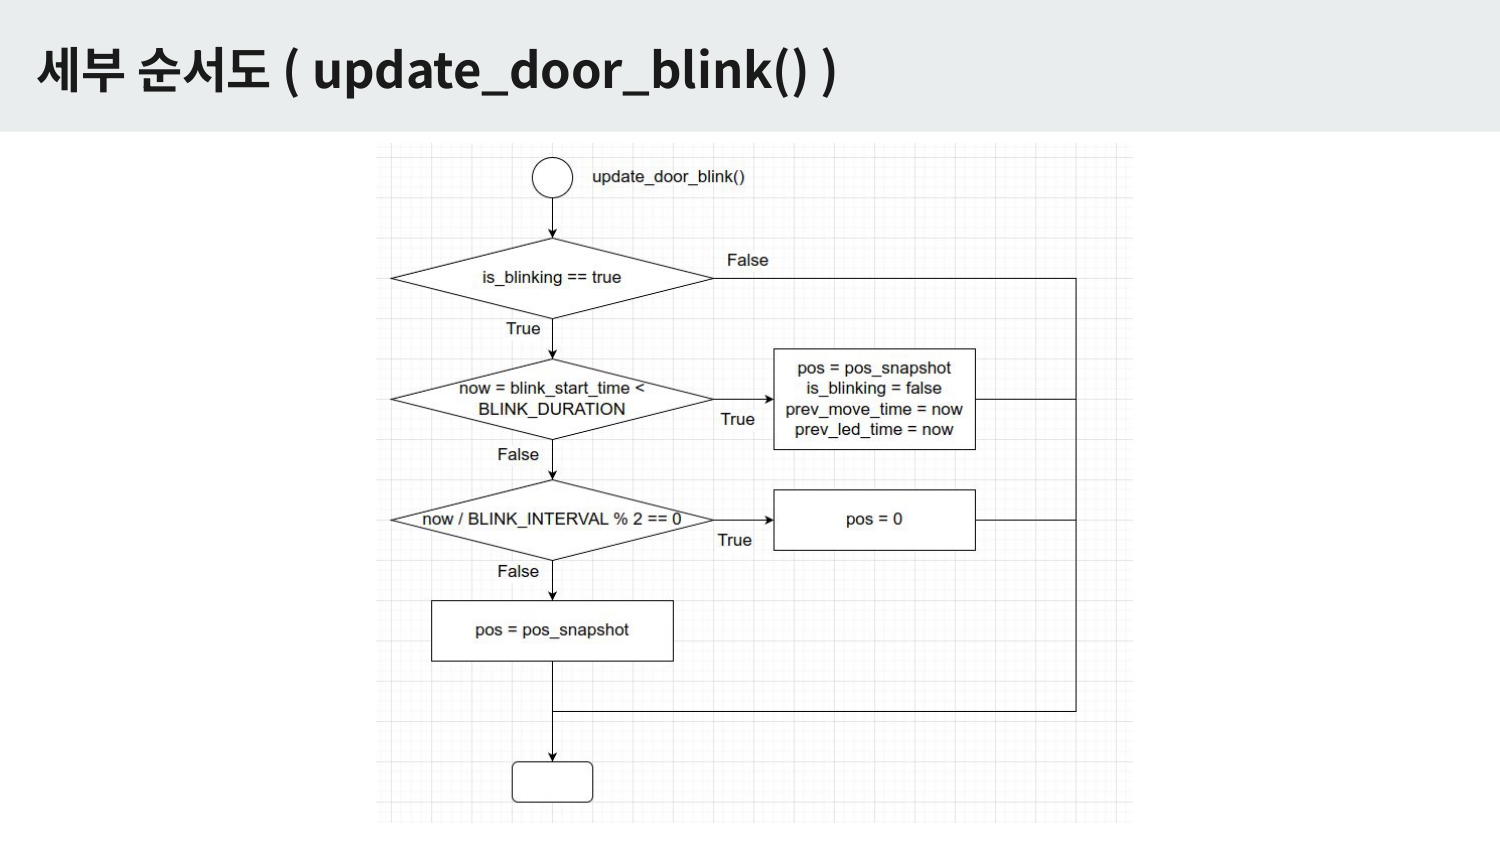 세부 순서도 ( update_door_blink() )
update_door_blink()
is_blinking == true
False
True
now = blink_start_time <
BLINK_DURATION
True
pos = pos_snapshot
is_blinking = false
prev_move_time = now
prev_led_time = now
False
now / BLINK_INTERVAL % 2 == 0
True
pos = 0
False
pos = pos_snapshot